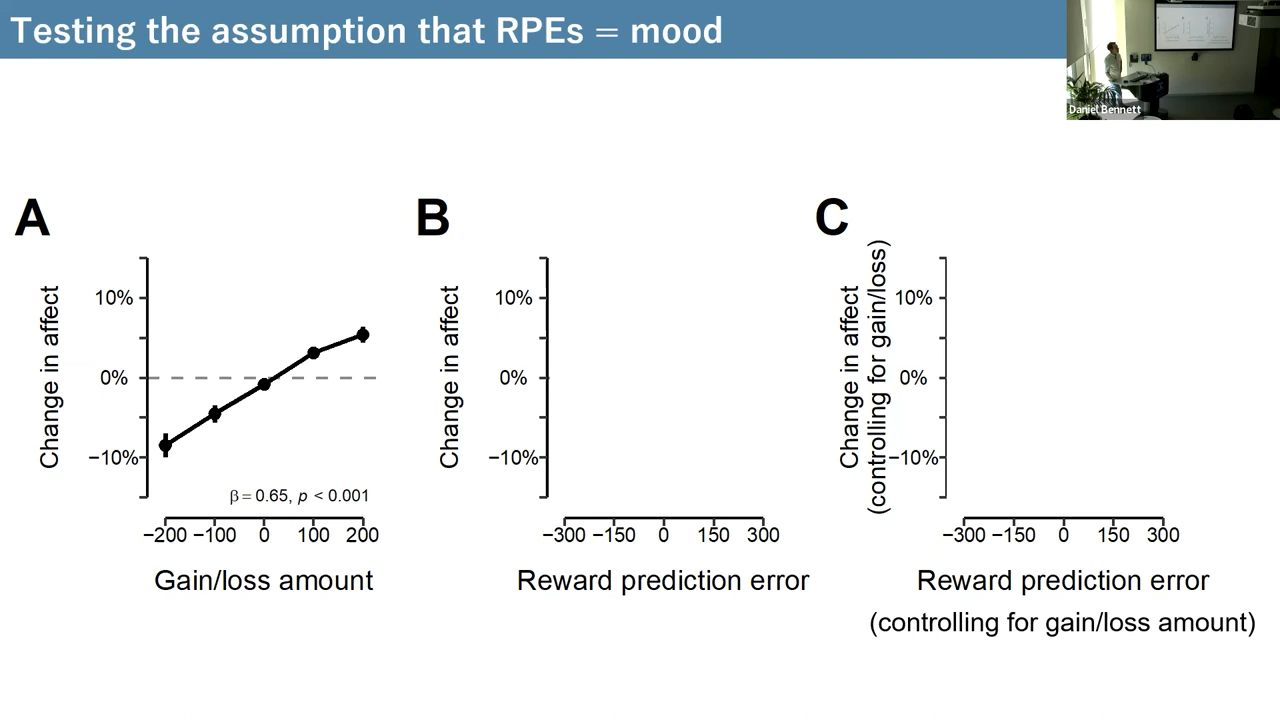 Testing the assumption that RPEs = mood
Daniel Bennett
A
Change in affect
10%
0%
−10%
β = 0.65, p < 0.001
−200 −100 0 100 200
Gain/loss amount
B
Change in affect
10%
0%
−10%
−300 −150 0 150 300
Reward prediction error
C
Change in affect
(controlling for gain/loss)
10%
0%
−10%
−300 −150 0 150 300
Reward prediction error
(controlling for gain/loss amount)